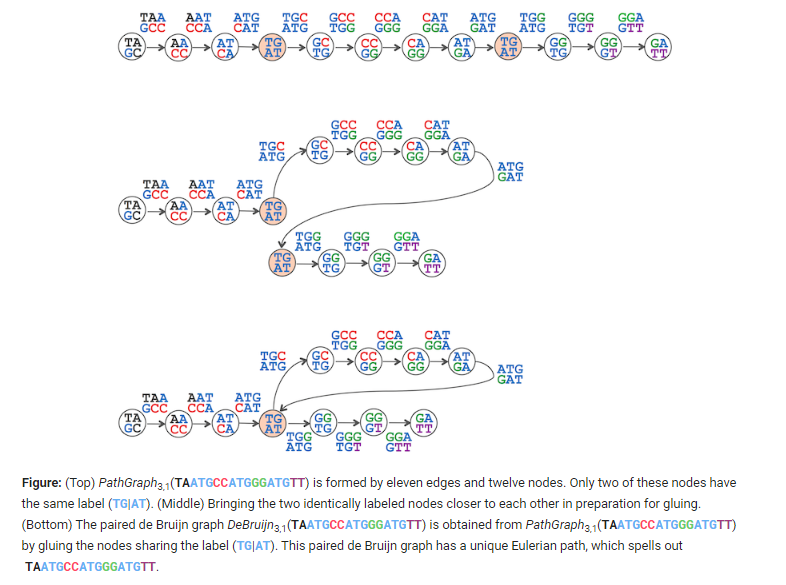 TAA AAT ATG TGC GCC CCA CAT ATG TGG GGG GGA
GCC CCA CAT ATG TGG GGG GGA GAT ATG TGT GTT
TA AA AT TG GC CC CA AT TG GG GG GA
GC CC CA AT TG GG GG GA AT TG GT TT
GCC CCA CAT
TGG GGG GGA
TGC GC CC CA AT
ATG TG GG GG GA
ATG
GAT
TAA AAT ATG
GCC CCA CAT
TA AA AT TG
GC CC CA AT
TGG GGG GGA
ATG TGT GTT
TG GG GG GA
AT TG GT TT
GCC CCA CAT
TGG GGG GGA
TGC GC CC CA AT
ATG TG GG GG GA
ATG
GAT
TAA AAT ATG
GCC CCA CAT
TA AA AT TG GG GG GA
GC CC CA AT TG GT TT
TGG GGG GGA
ATG TGT GTT
Figure: (Top) PathGraph3,1(TAATGCCATGGGATGTT) is formed by eleven edges and twelve nodes. Only two of these nodes have
the same label (TG|AT). (Middle) Bringing the two identically labeled nodes closer to each other in preparation for gluing.
(Bottom) The paired de Bruijn graph DeBruijn3,1(TAATGCCATGGGATGTT) is obtained from PathGraph3,1(TAATGCCATGGGATGTT)
by gluing the nodes sharing the label (TG|AT). This paired de Bruijn graph has a unique Eulerian path, which spells out
TAATGCCATGGGATGTT.